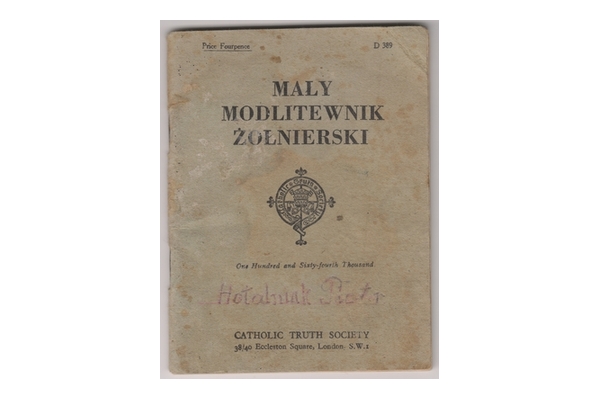 Price Fourpence
D 389
MAŁY
MODLITEWNIK
ŻOŁNIERSKI
One Hundred and Sixty-fourth Thousand
Piotr
CATHOLIC TRUTH SOCIETY
38/40 Eccleston Square, London, S.W.1